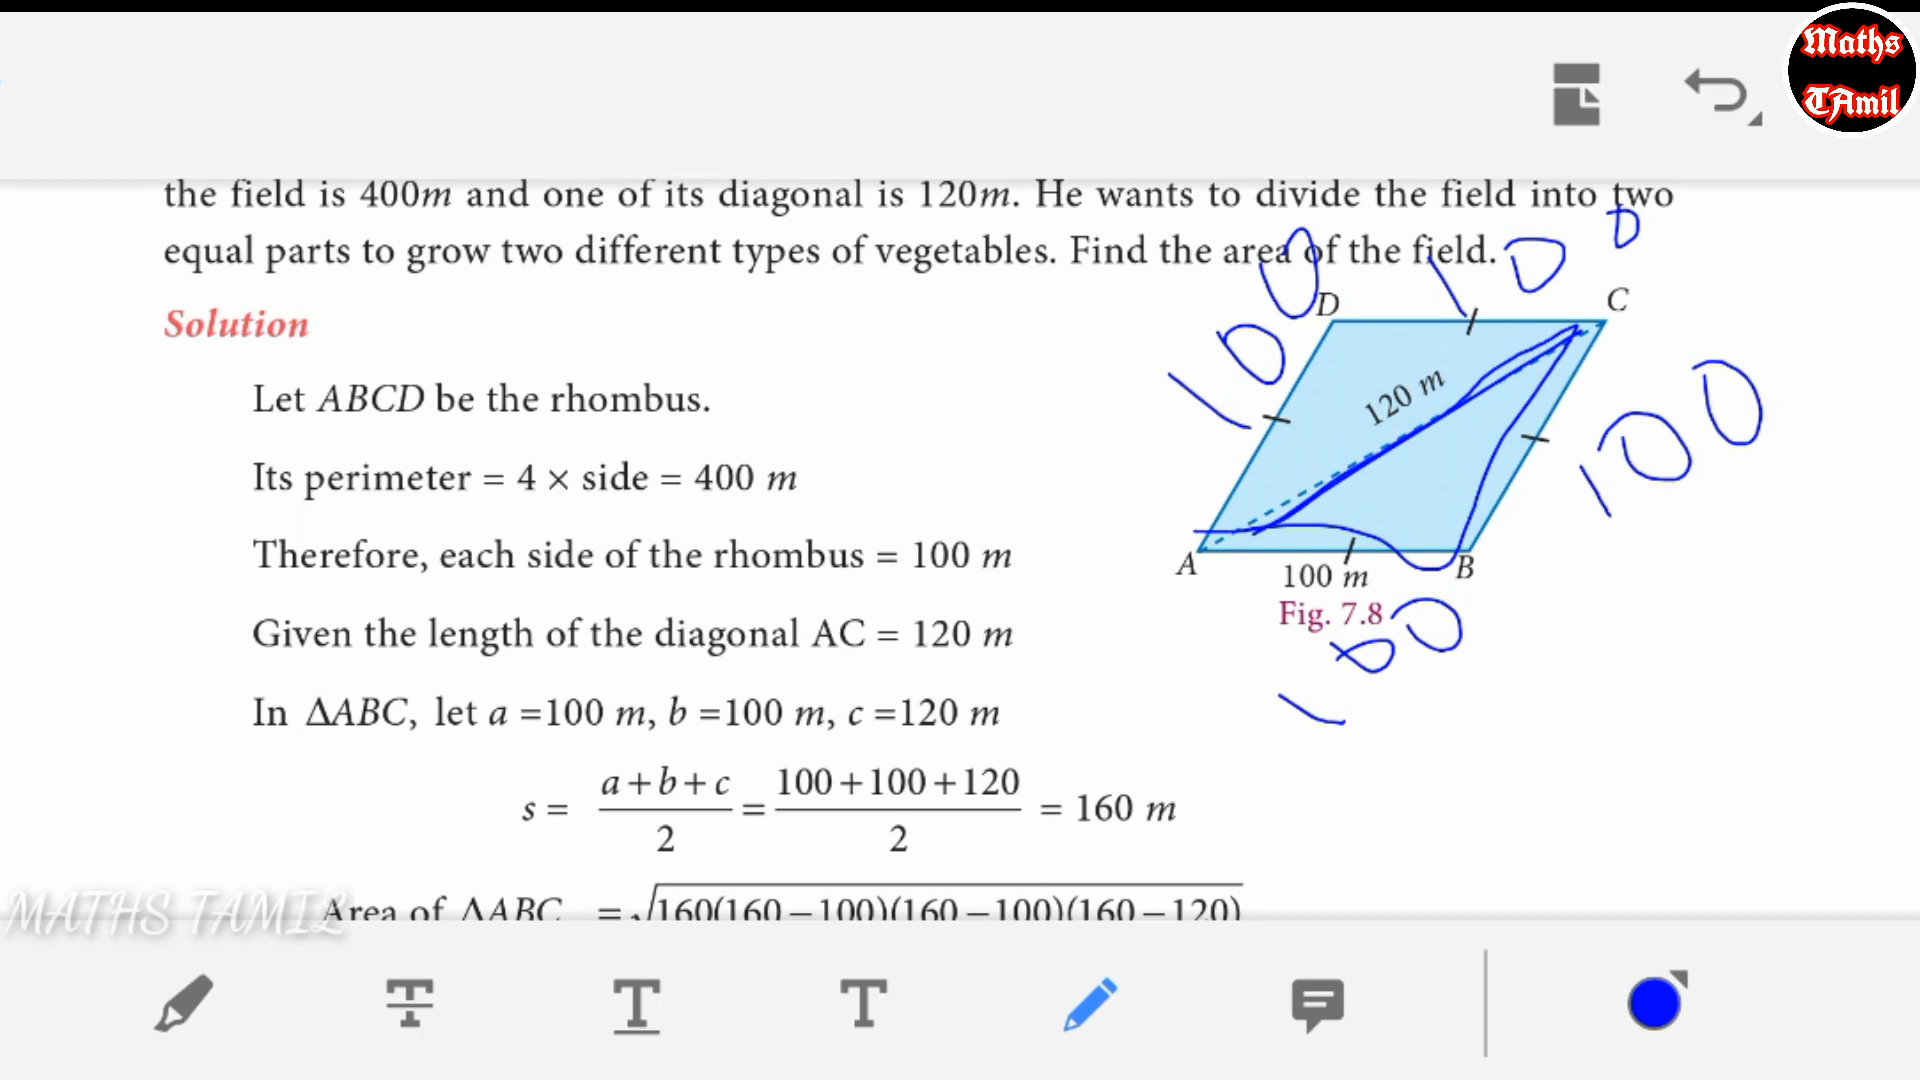 Maths
TAmil
the field is 400m and one of its diagonal is 120m. He wants to divide the field into two
equal parts to grow two different types of vegetables. Find the area of the field.
Solution
Let ABCD be the rhombus.
Its perimeter = 4 × side = 400 m
Therefore, each side of the rhombus = 100 m
Given the length of the diagonal AC = 120 m
In ΔABC, let a =100 m, b =100 m, c =120 m
s = a+b+c/2 = 100+100+120/2 = 160 m
Area of ΔABC = √160(160−100)(160−100)(160−120)
D
C
100
100
120 m
100
A
B
100 m
Fig. 7.8
100
MATHS TAMIL
T
T
T